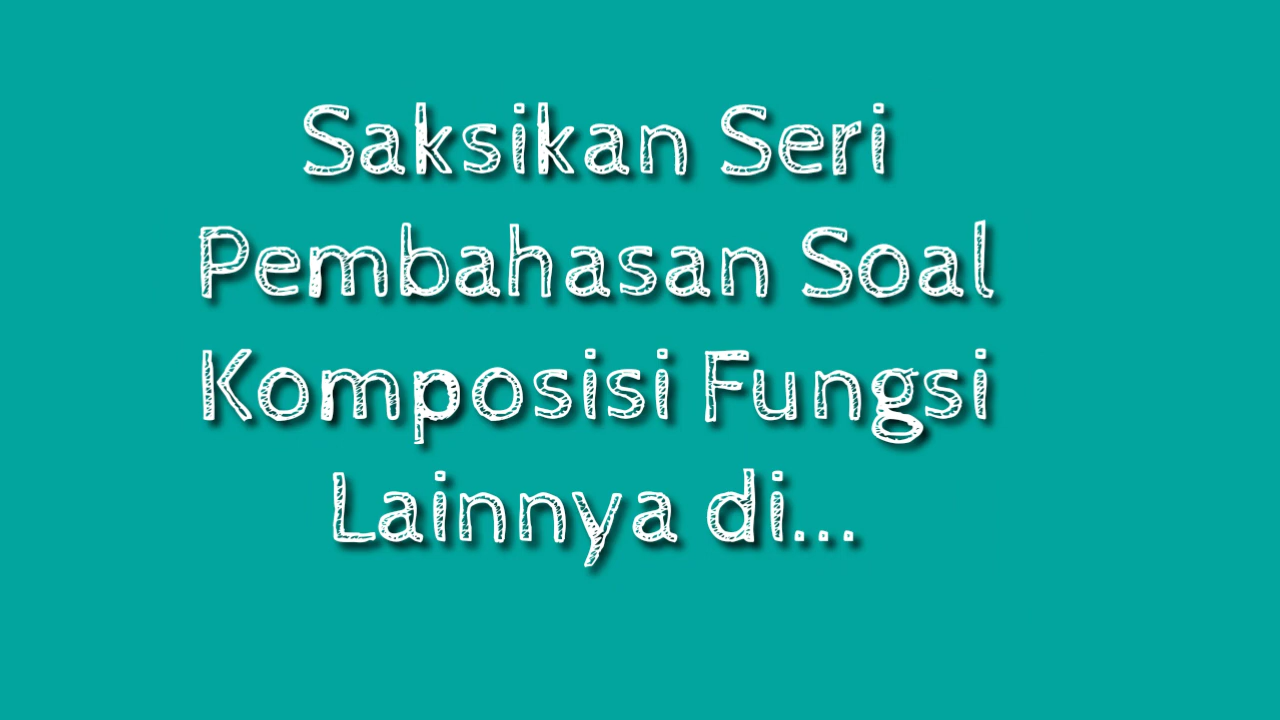 Saksikan Seri
Pembahasan Soal
Komposisi Fungsi
Lainnya di...